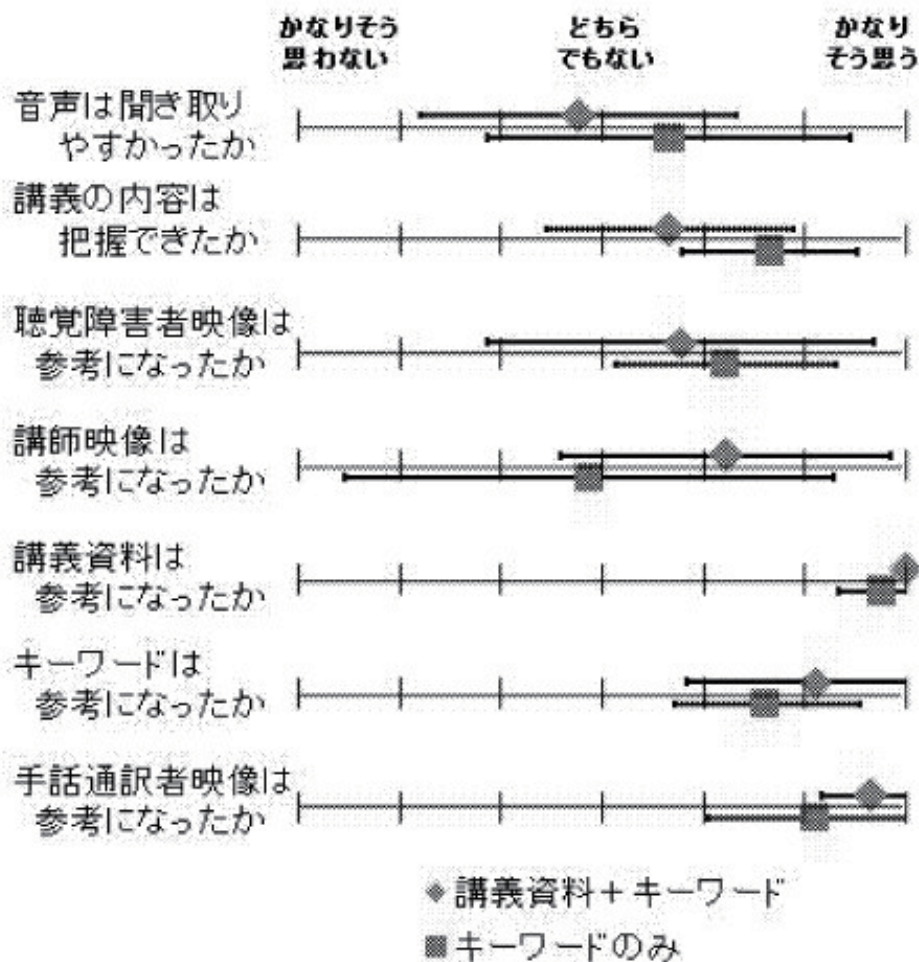 かなりそう
思わない
どちら
でもない
かなり
そう思う
音声は聞き取り
やすかったか
講義の内容は
把握できたか
聴覚障害者映像は
参考になったか
講師映像は
参考になったか
講義資料は
参考になったか
キーワードは
参考になったか
手話通訳者映像は
参考になったか
講義資料+キーワード
キーワードのみ